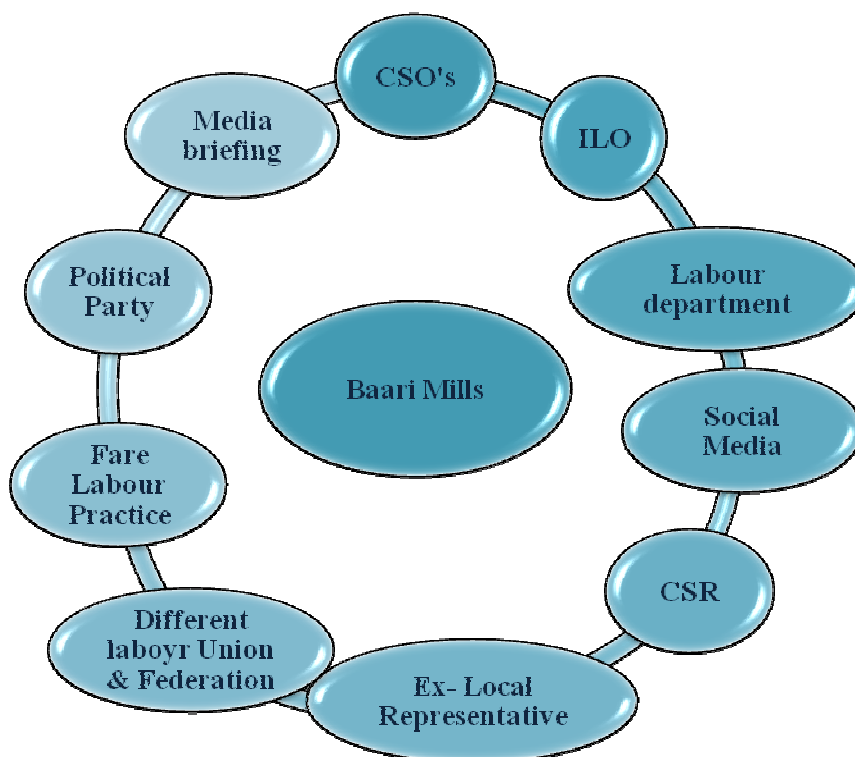 CSO's
ILO
Labour
department
Social
Media
CSR
Ex- Local
Representative
Different
laboyr Union
& Federation
Fare
Labour
Practice
Political
Party
Media
briefing
Baari Mills